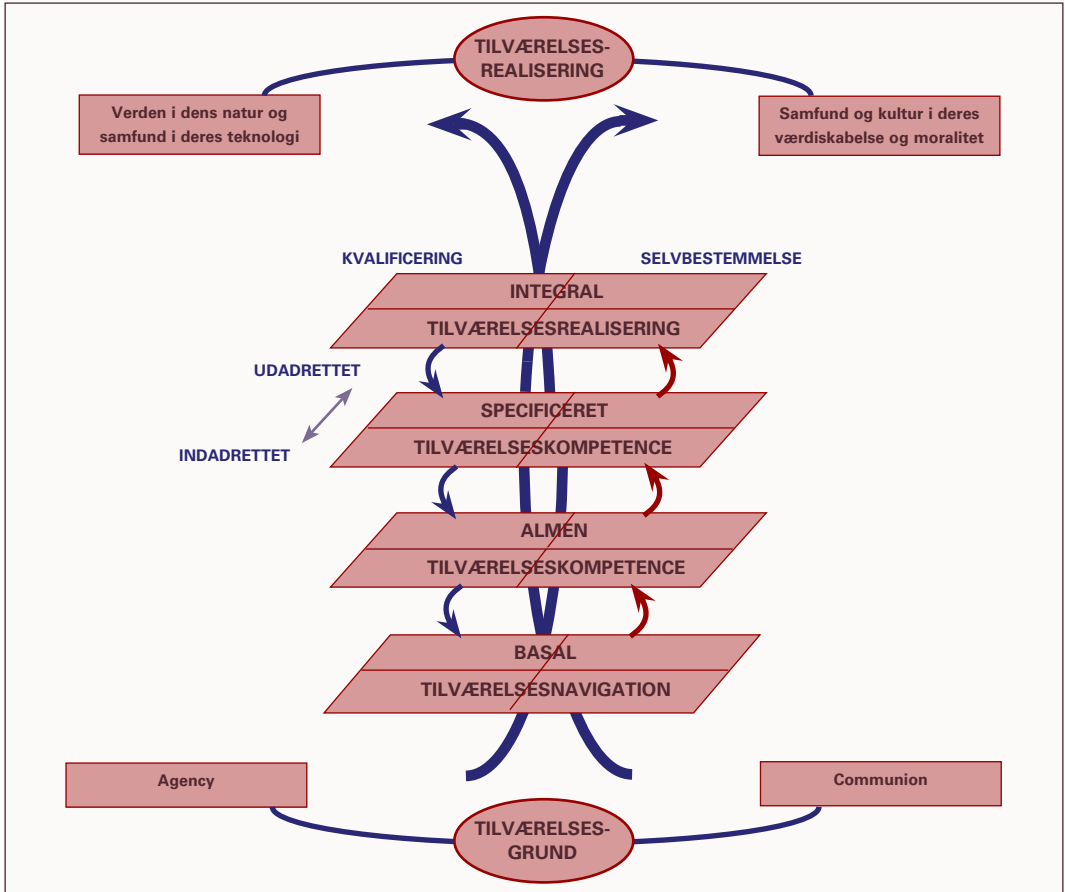 TILVÆRELSES-
REALISERING
Verden i dens natur og
samfund i deres teknologi
Samfund og kultur i deres
værdiskabelse og moralitet
KVALIFICERING
SELVBESTEMMELSE
INTEGRAL
TILVÆRELSESREALISERING
UDADRETTET
INDADRETTET
SPECIFICERET
TILVÆRELSESKOMPETENCE
ALMEN
TILVÆRELSESKOMPETENCE
BASAL
TILVÆRELSESNAVIGATION
Agency
Communion
TILVÆRELSES-
GRUND